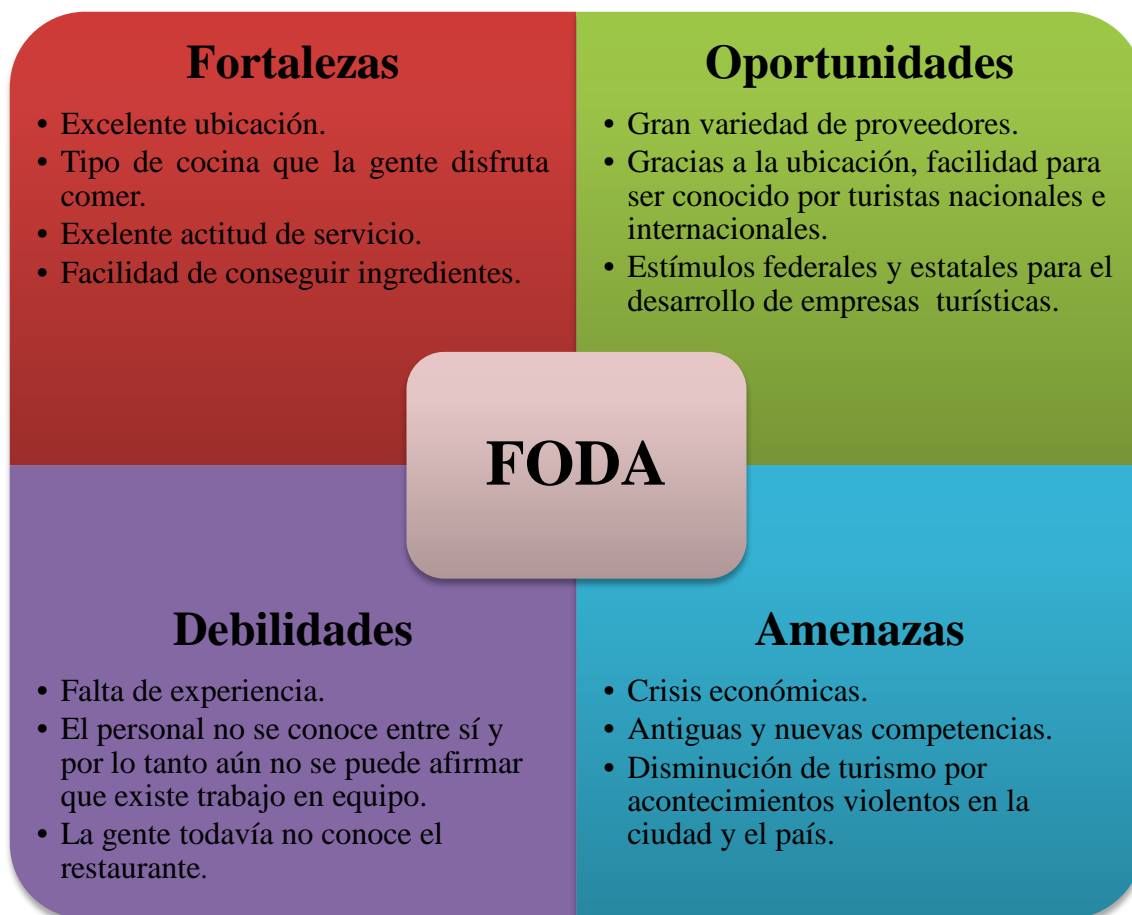 Fortalezas
• Excelente ubicación.
• Tipo de cocina que la gente disfruta
comer.
• Exelente actitud de servicio.
• Facilidad de conseguir ingredientes.
Oportunidades
• Gran variedad de proveedores.
• Gracias a la ubicación, facilidad para
ser conocido por turistas nacionales e
internacionales.
• Estímulos federales y estatales para el
desarrollo de empresas turísticas.
FODA
Debilidades
• Falta de experiencia.
• El personal no se conoce entre sí y
por lo tanto aún no se puede afirmar
que existe trabajo en equipo.
• La gente todavía no conoce el
restaurante.
Amenazas
• Crisis económicas.
• Antiguas y nuevas competencias.
• Disminución de turismo por
acontecimientos violentos en la
ciudad y el país.